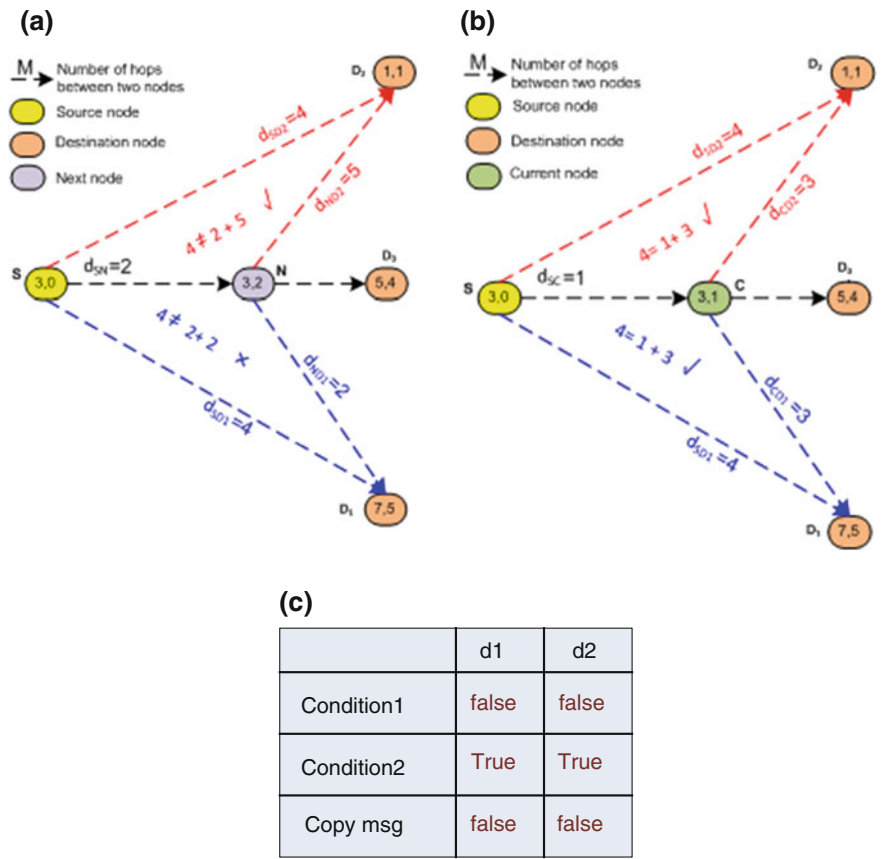 (a)
M Number of hops
between two nodes
Source node
Destination node
Next node
D₂ 1,1
dSD2=4
dND2=5
4 ≠ 2 + 5 √
S 3,0
dSN=2
3,2 N
D₃
5,4
4 ≠ 2+2 ×
dND1=2
dSD1=4
D₁ 7,5
(b)
M Number of hops
between two nodes
Source node
Destination node
Current node
D₂ 1,1
dSD2=4
dCD2=3
4= 1+ 3 √
S 3,0
dSC=1
3,1 C
D₃
5,4
4= 1+ 3 √
dCD1=3
dSD1=4
D₁ 7,5
(c)
d1 d2
Condition1 false false
Condition2 True True
Copy msg false false